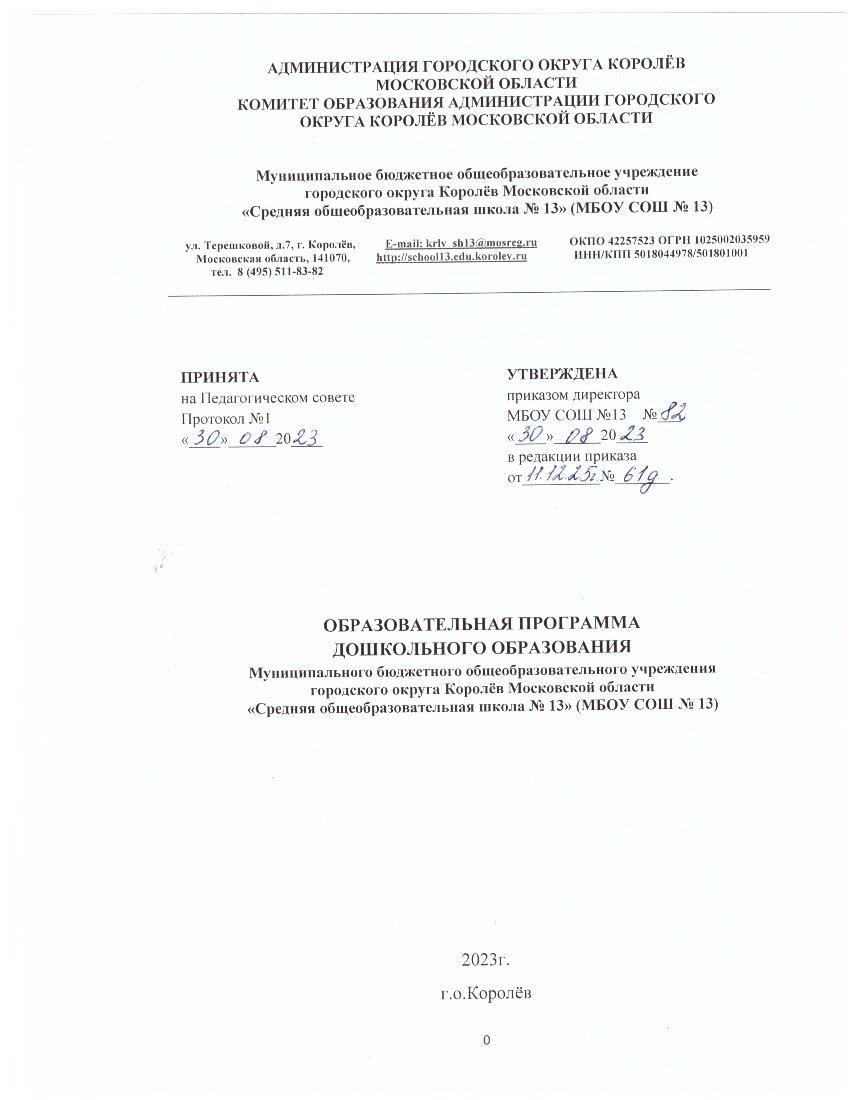 АДМИНИСТРАЦИЯ ГОРОДСКОГО ОКРУГА КОРОЛЁВ
МОСКОВСКОЙ ОБЛАСТИ
КОМИТЕТ ОБРАЗОВАНИЯ АДМИНИСТРАЦИИ ГОРОДСКОГО
ОКРУГА КОРОЛЁВ МОСКОВСКОЙ ОБЛАСТИ
Муниципальное бюджетное общеобразовательное учреждение
городского округа Королёв Московской области
«Средняя общеобразовательная школа № 13» (МБОУ СОШ № 13)
ул. Терешковой, д.7, г. Королёв,
Московская область, 141070,
тел. 8 (495) 511-83-82
E-mail: krlv_sh13@mosreg.ru
http://school13.edu.korolev.ru
ОКПО 42257523 ОГРН 1025002035959
ИНН/КПП 5018044978/501801001
ПРИНЯТА
на Педагогическом совете
Протокол №1
«30» 08 2023
УТВЕРЖДЕНА
приказом директора
МБОУ СОШ №13 № 82
«30» 08 2023
в редакции приказа
от 11.12.25г № 61д.
ОБРАЗОВАТЕЛЬНАЯ ПРОГРАММА
ДОШКОЛЬНОГО ОБРАЗОВАНИЯ
Муниципального бюджетного общеобразовательного учреждения
городского округа Королёв Московской области
«Средняя общеобразовательная школа № 13» (МБОУ СОШ № 13)
2023г.
г.о.Королёв
0